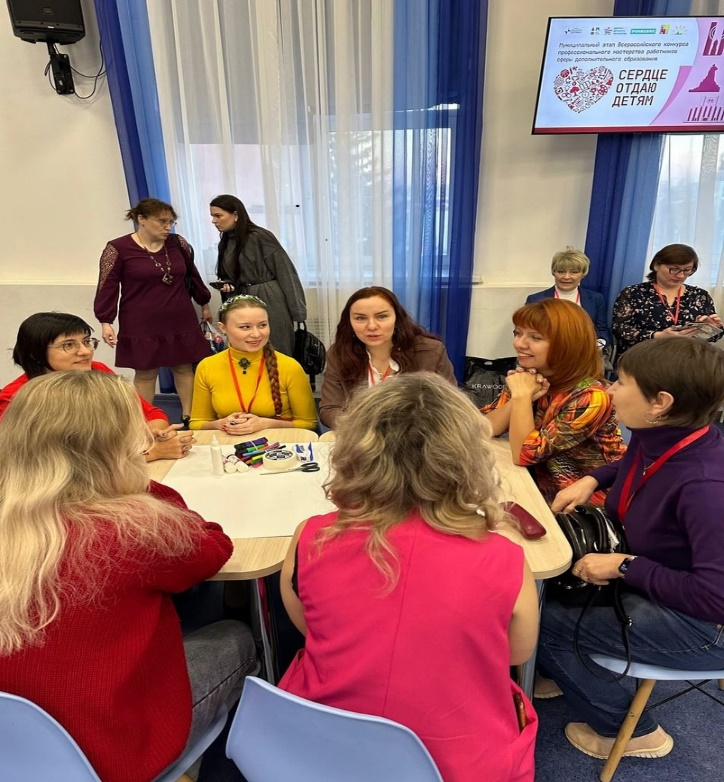 Муниципальный этап Всероссийского конкурса
профессионального мастерства работников
сферы дополнительного образования
СЕРДЦЕ
ОТДАЮ
ДЕТЯМ